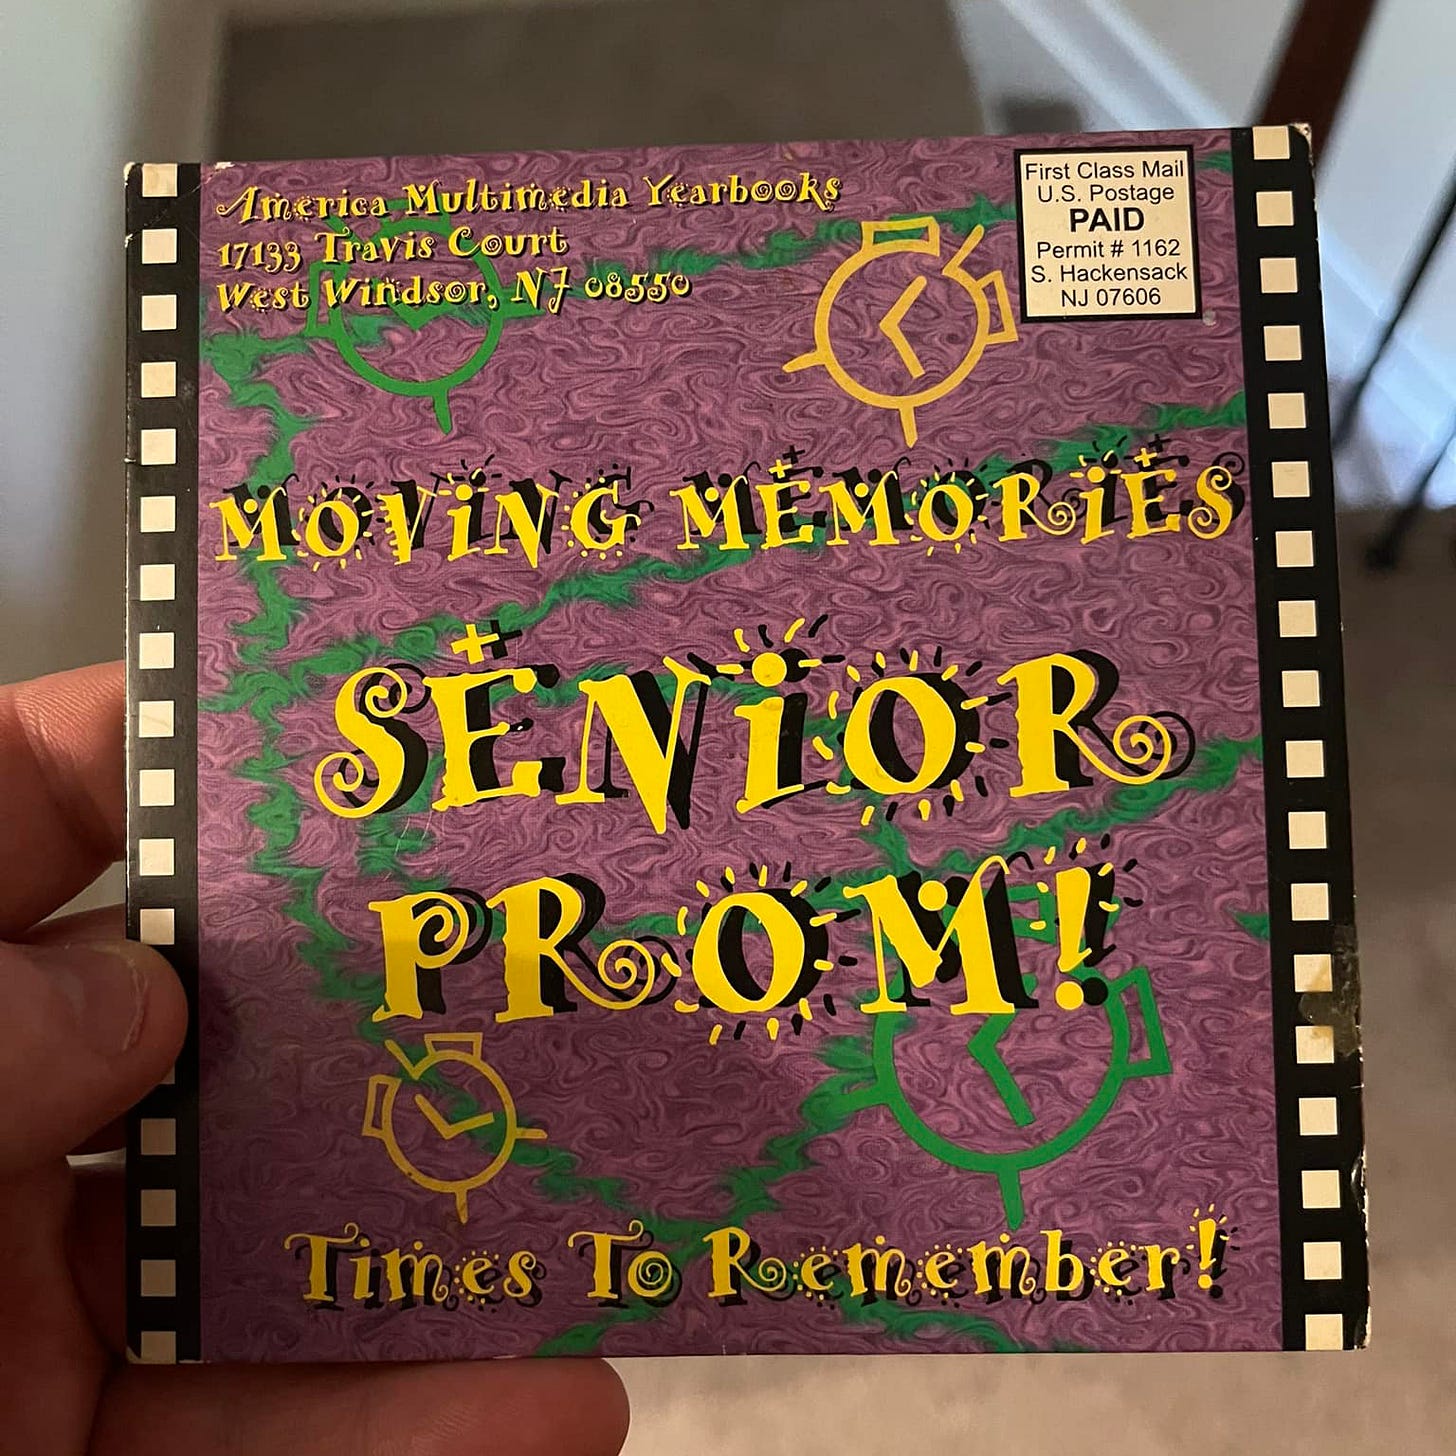 America Multimedia Yearbooks
17133 Travis Court
West Windsor, NJ 08550
First Class Mail
U.S. Postage
PAID
Permit # 1162
S. Hackensack
NJ 07606
MOVING MEMORIES
SENIOR
PROM!
Times To Remember!